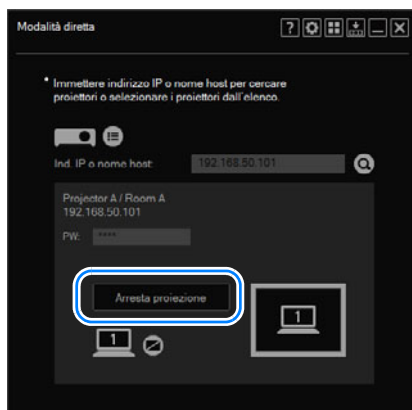 Modalità diretta
?
* Immettere indirizzo IP o nome host per cercare
proiettori o selezionare i proiettori dall'elenco.
Ind. IP o nome host: 192.168.50.101
Projector A / Room A
192.168.50.101
PW: ****
Arresta proiezione
1
1